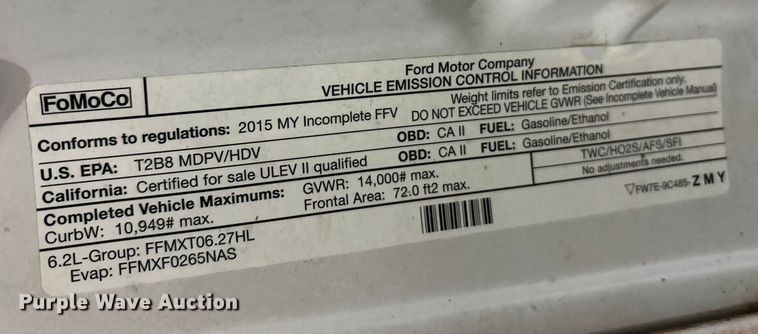 FoMoCo
Ford Motor Company
VEHICLE EMISSION CONTROL INFORMATION
Conforms to regulations: 2015 MY Incomplete FFV
Weight limits refer to Emission Certification only.
DO NOT EXCEED VEHICLE GVWR (See Incomplete Vehicle Manual)
U.S. EPA: T2B8 MDPV/HDV OBD: CA II FUEL: Gasoline/Ethanol
California: Certified for sale ULEV II qualified OBD: CA II FUEL: Gasoline/Ethanol
Completed Vehicle Maximums: GVWR: 14,000# max.
CurbW: 10,949# max. Frontal Area: 72.0 ft2 max.
TWC/HO2S/AFS/SFI
No adjustments needed.
6.2L-Group: FFMXT06.27HL
Evap: FFMXF0265NAS
FW7E-9C485-ZMY
Purple Wave Auction